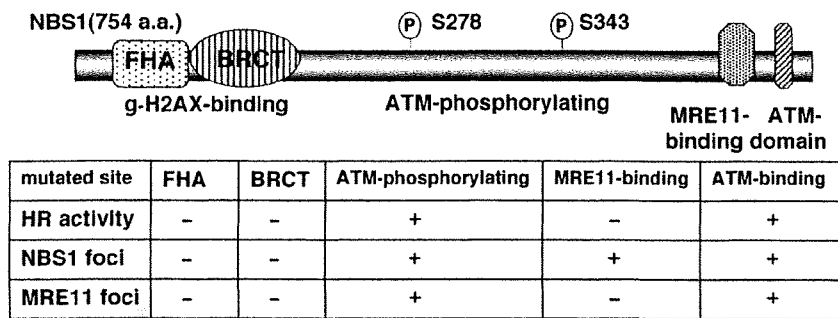 NBS1(754 a.a.)
P S278
P S343
FHA
BRCT
g-H2AX-binding
ATM-phosphorylating
MRE11- ATM-
binding domain
mutated site FHA BRCT ATM-phosphorylating MRE11-binding ATM-binding
HR activity – – + – +
NBS1 foci – – + + +
MRE11 foci – – + – +